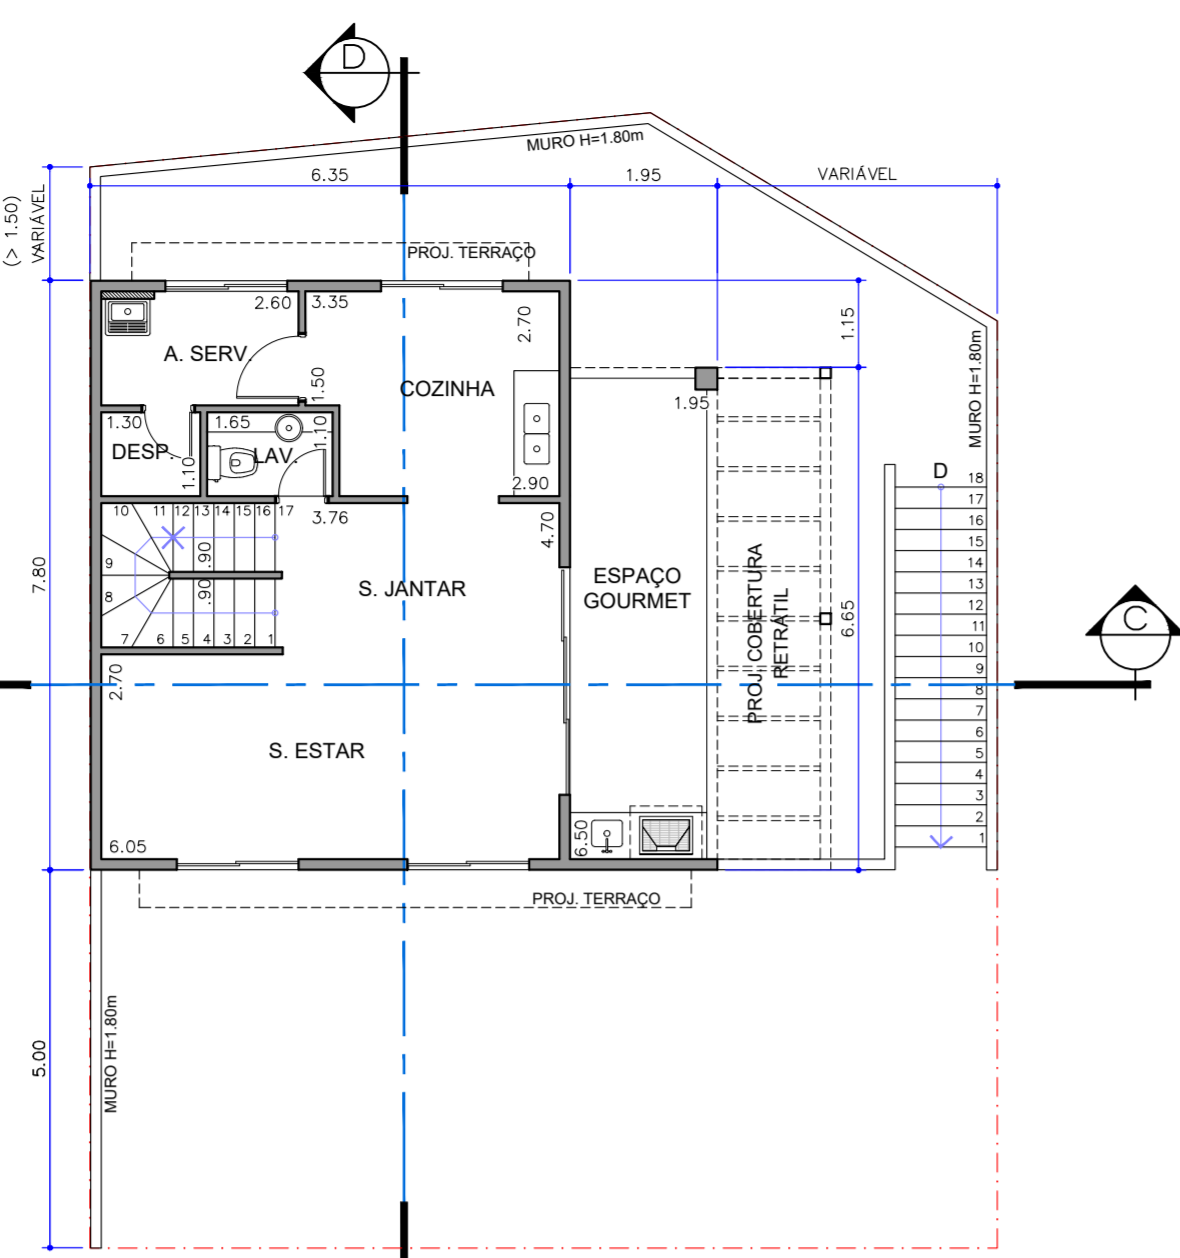 D
MURO H=1.80m
6.35
1.95
VARIÁVEL
(> 1.50)
VARIÁVEL
PROJ. TERRAÇO
2.60
3.35
2.70
1.15
A. SERV.
MURO H=1.80m
1.50
COZINHA
1.95
1.30
1.65
1.10
DESP.
LAV.
1.10
2.90
D
18
17
16
15
14
13
12
11
10
9
8
7
6
5
4
3
2
1
10
11
12
13
14
15
16
17
3.76
4.70
9
.90
7.80
8
.90
S. JANTAR
ESPAÇO
GOURMET
PROJ. COBERTURA
RETRÁTIL
6.65
C
7
6
5
4
3
2
1
2.70
S. ESTAR
6.05
6.50
PROJ. TERRAÇO
MURO H=1.80m
5.00